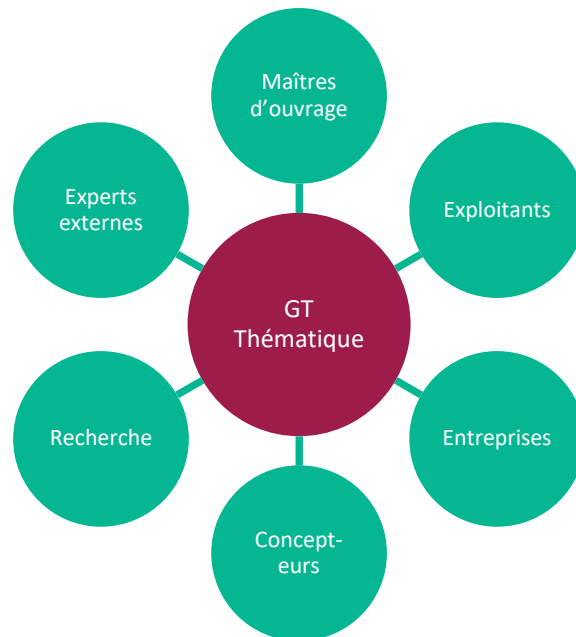 Maîtres
d'ouvrage
Experts
externes
Exploitants
GT
Thématique
Recherche
Entreprises
Concept-
eurs